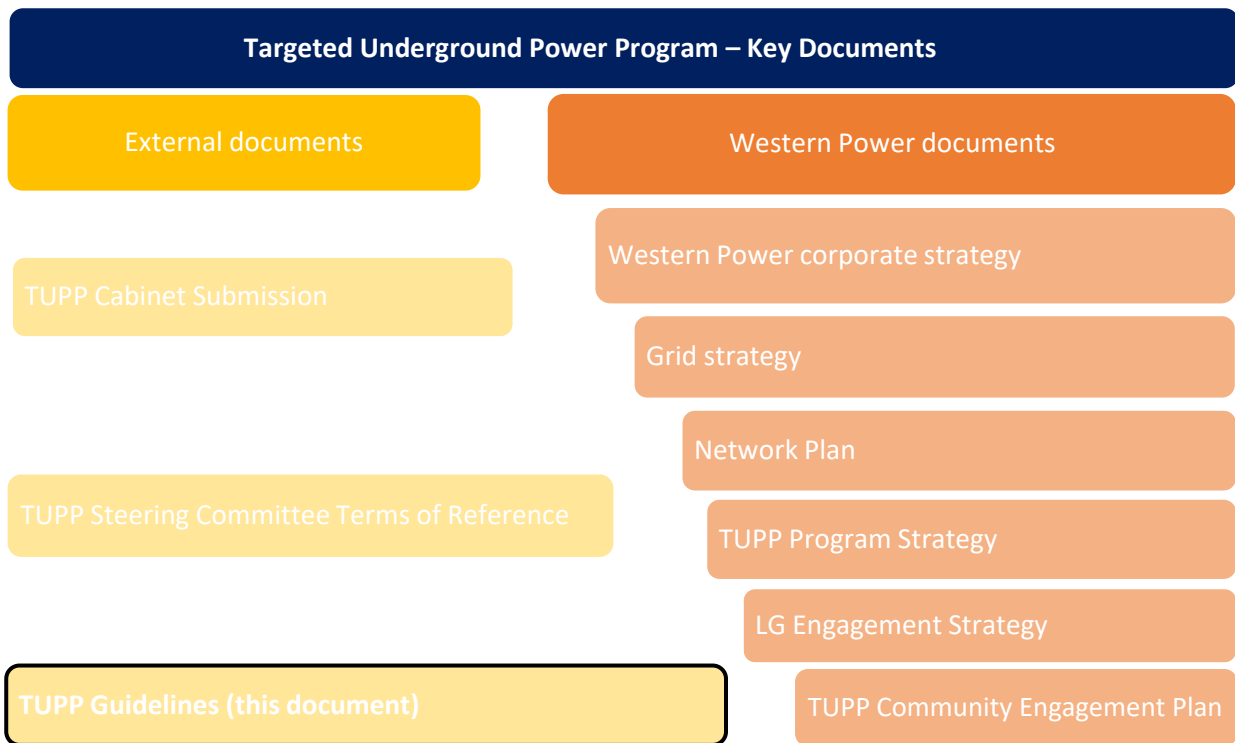 Targeted Underground Power Program – Key Documents
External documents
Western Power documents
Western Power corporate strategy
TUPP Cabinet Submission
Grid strategy
Network Plan
TUPP Steering Committee Terms of Reference
TUPP Program Strategy
LG Engagement Strategy
TUPP Guidelines (this document)
TUPP Community Engagement Plan